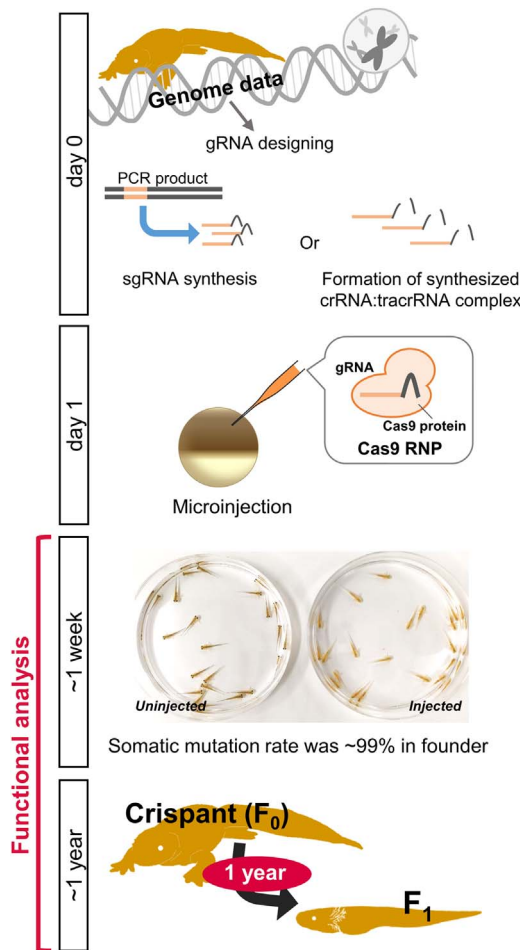 day 0
Genome data
gRNA designing
PCR product
Or
sgRNA synthesis
Formation of synthesized
crRNA:tracrRNA complex
day 1
gRNA
Cas9 protein
Cas9 RNP
Microinjection
Functional analysis
~1 week
Uninjected
Injected
Somatic mutation rate was ~99% in founder
~1 year
Crispant (F0)
1 year
F1